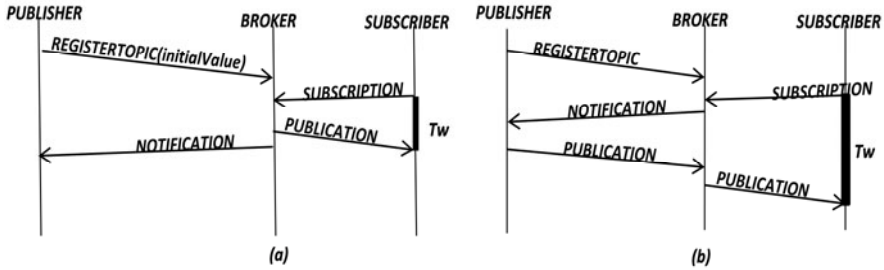 PUBLISHER BROKER SUBSCRIBER
REGISTERTOPIC(initialValue)
SUBSCRIPTION
PUBLICATION
Tw
NOTIFICATION
(a)
PUBLISHER BROKER SUBSCRIBER
REGISTERTOPIC
SUBSCRIPTION
NOTIFICATION
PUBLICATION
Tw
PUBLICATION
(b)